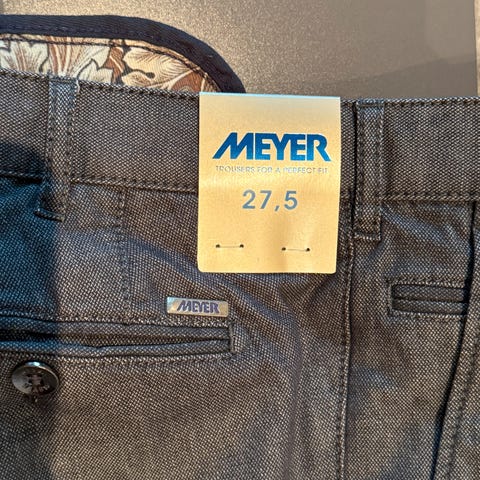 MEYER
TROUSERS FOR A PERFECT FIT
27,5
MEYER